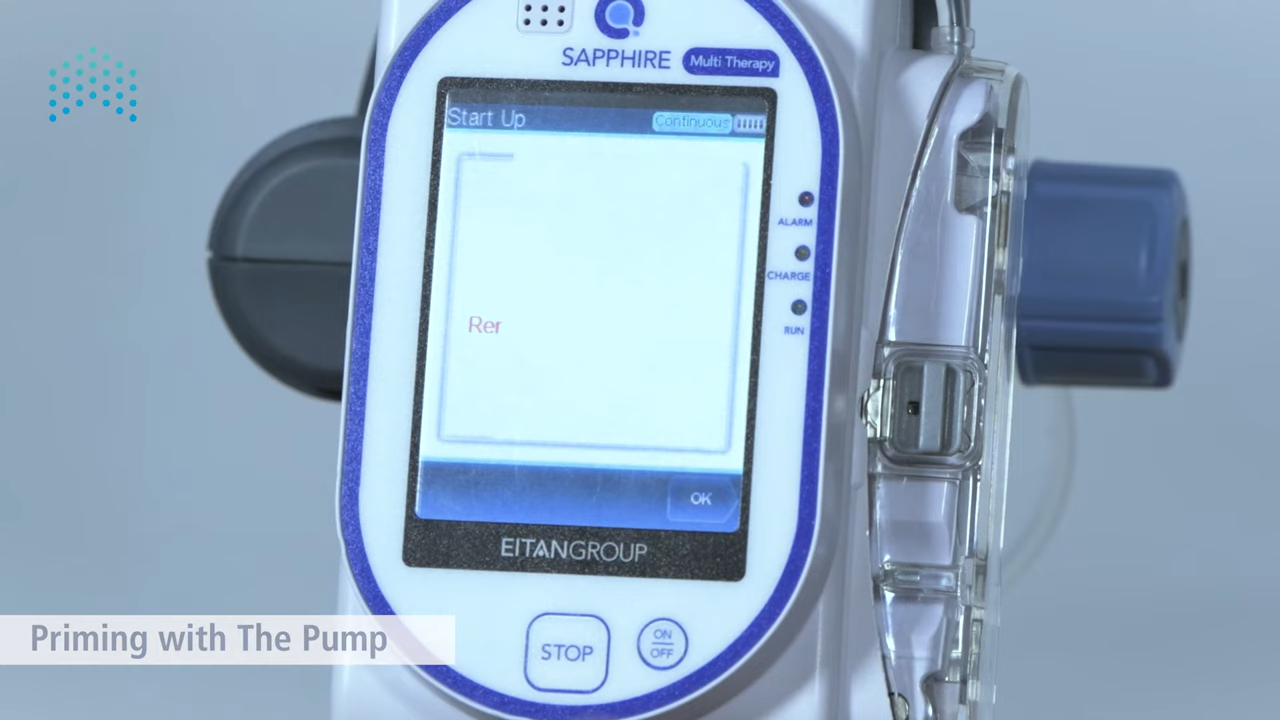 SAPPHIRE Multi Therapy
Start Up Continuous
ALARM
CHARGE
Rer
RUN
OK
EITANGROUP
STOP
ON
OFF
Priming with The Pump